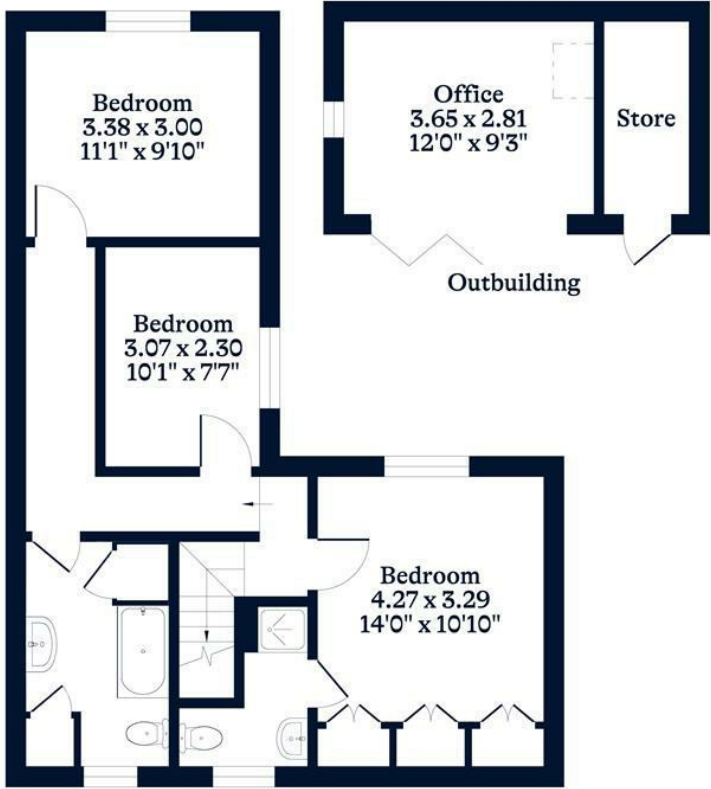 Bedroom
3.38 x 3.00
11'1" x 9'10"
Office
3.65 x 2.81
12'0" x 9'3"
Store
Outbuilding
Bedroom
3.07 x 2.30
10'1" x 7'7"
Bedroom
4.27 x 3.29
14'0" x 10'10"